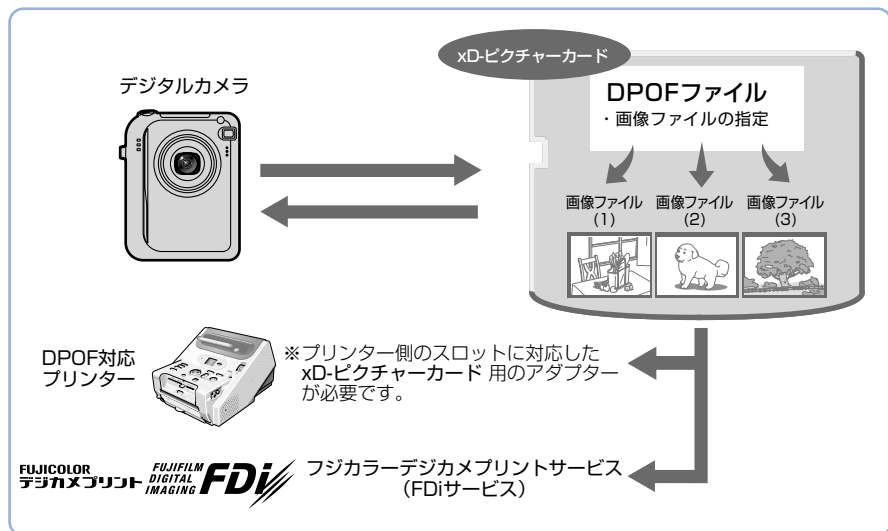 xD-ピクチャーカード
デジタルカメラ
DPOFファイル
・画像ファイルの指定
画像ファイル (1)
画像ファイル (2)
画像ファイル (3)
DPOF対応
プリンター
※プリンター側のスロットに対応した
xD-ピクチャーカード 用のアダプター
が必要です。
FUJICOLOR
デジカメプリント
FUJIFILM
DIGITAL
IMAGING
FDi
フジカラーデジカメプリントサービス
(FDiサービス)